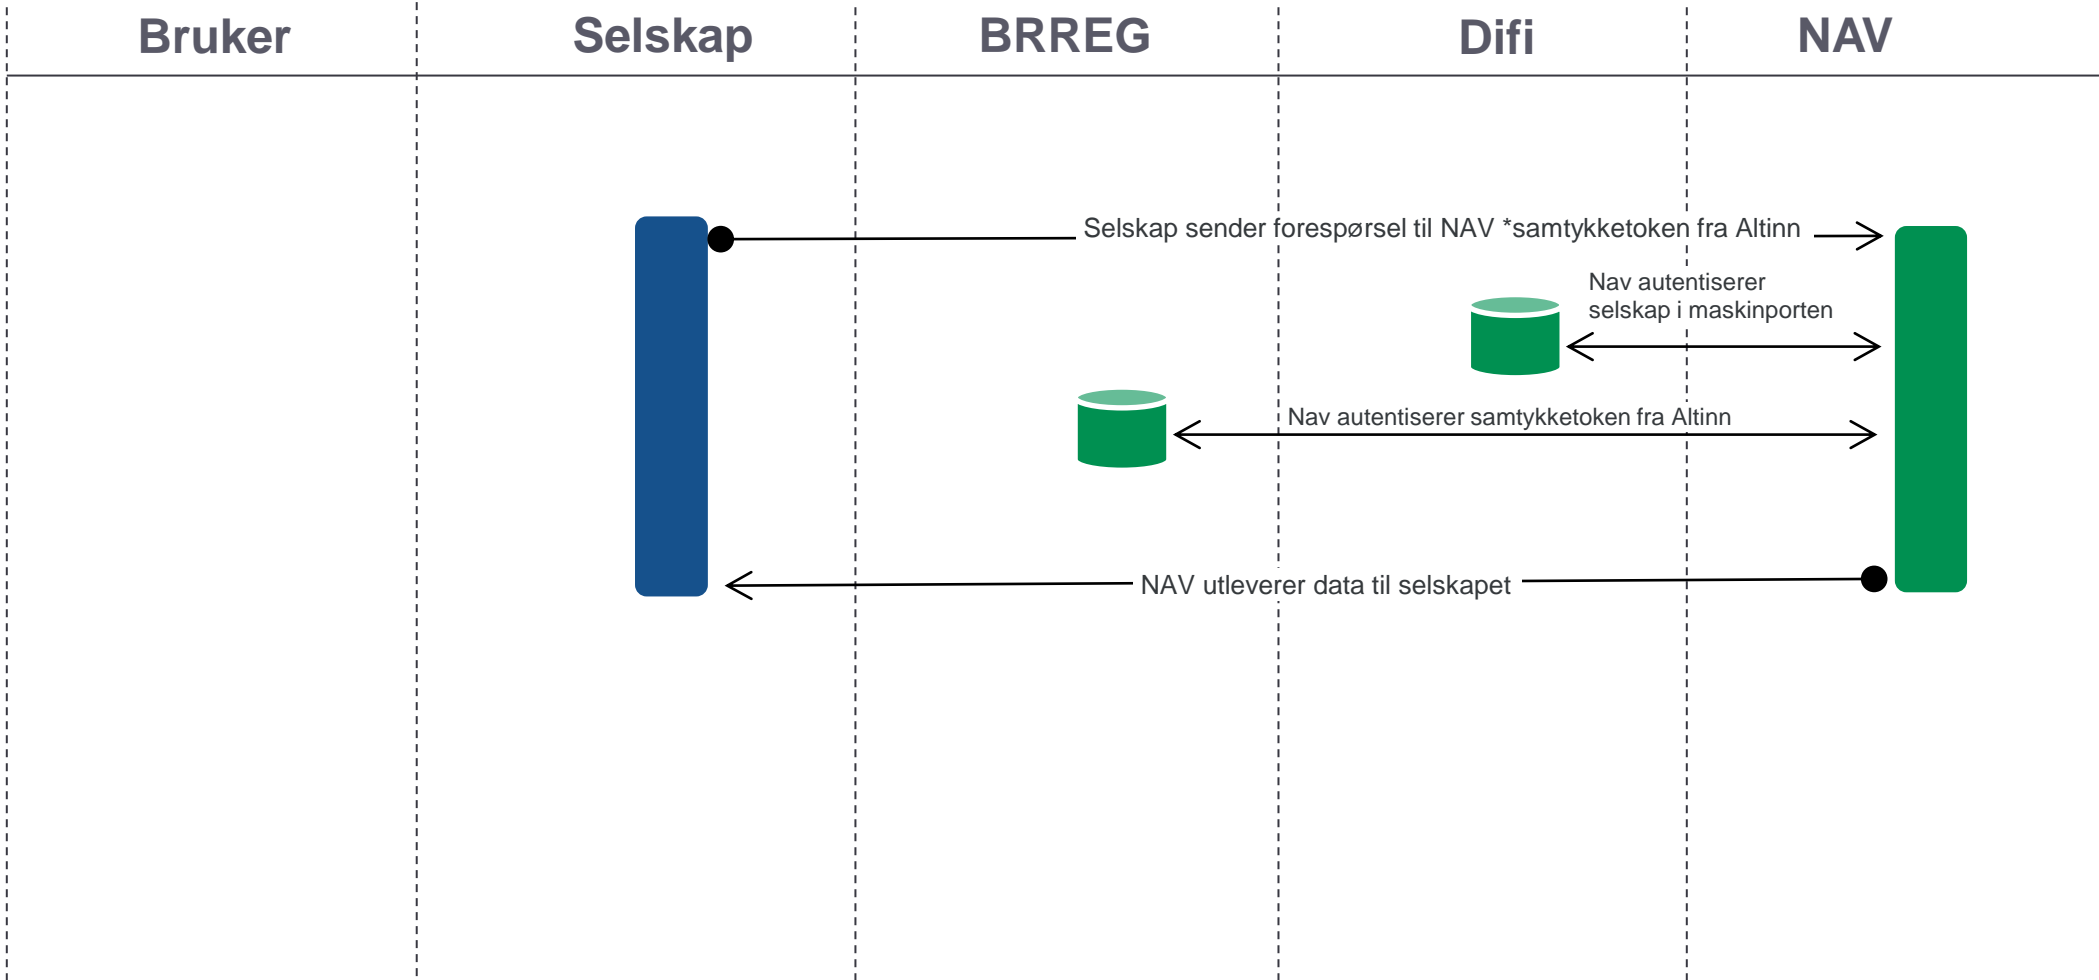 Bruker
Selskap
BRREG
Difi
NAV
Selskap sender forespørsel til NAV *samtykketoken fra Altinn
Nav autentiserer
selskap i maskinporten
Nav autentiserer samtykketoken fra Altinn
NAV utleverer data til selskapet